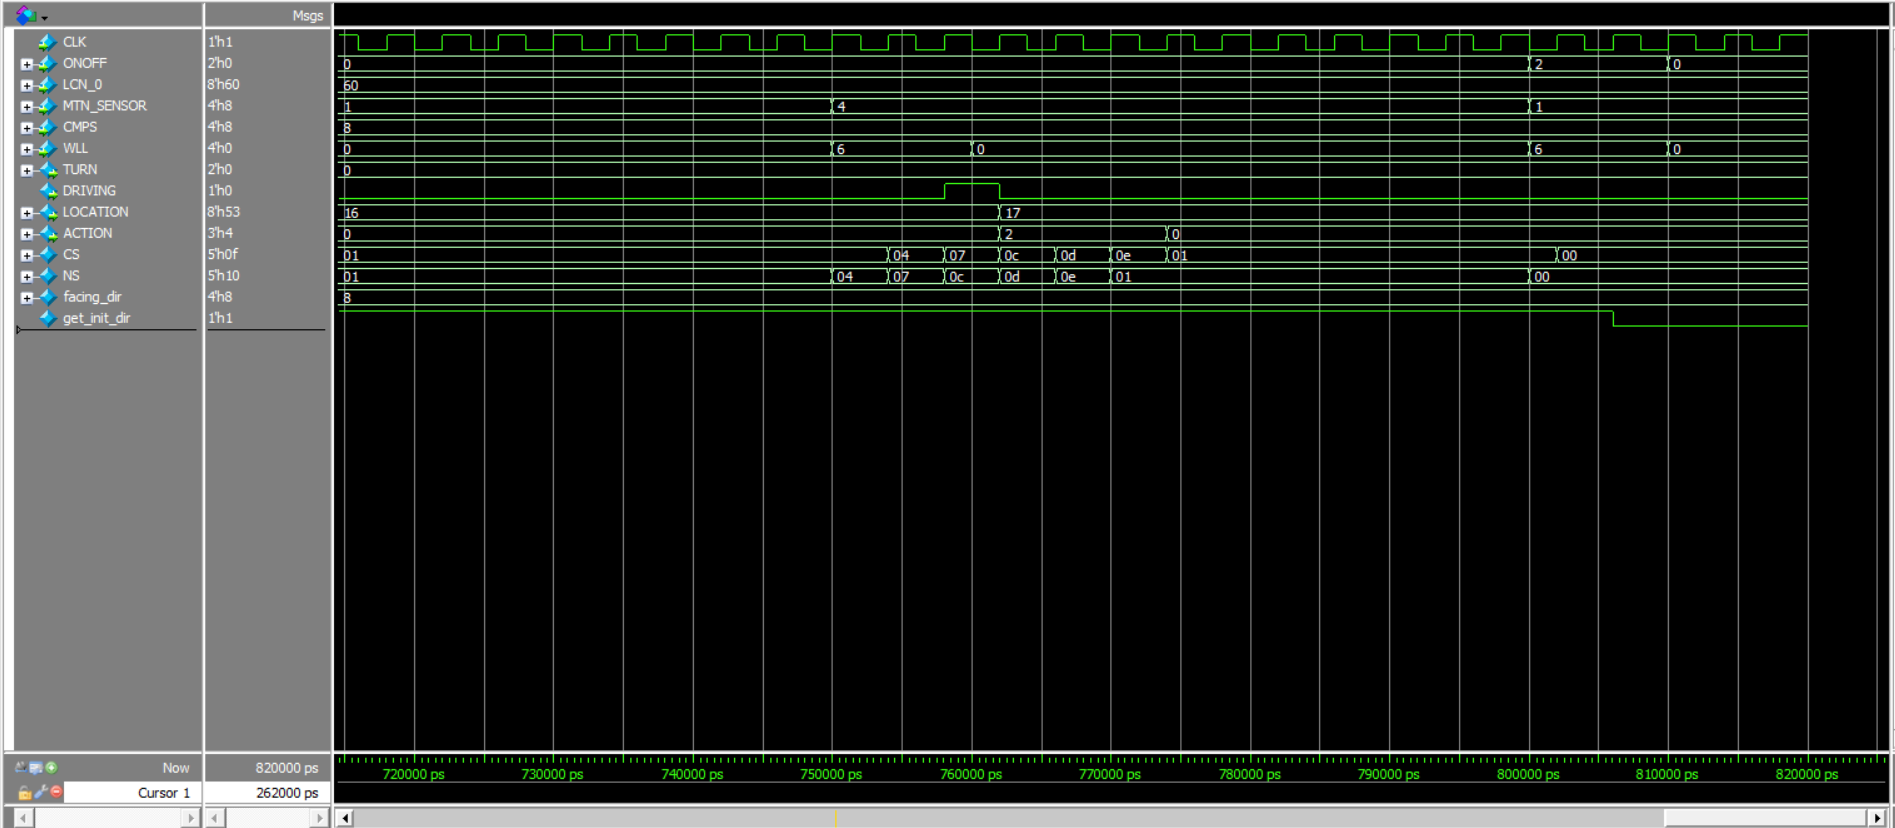 Msgs
CLK 1'h1
ONOFF 2'h0 0 2 0
LCN_0 8'h60 60
MTN_SENSOR 4'h8 1 4 1
CMPS 4'h8 8
WLL 4'h0 0 6 0 6 0
TURN 2'h0 0
DRIVING 1'h0
LOCATION 8'h53 16 17
ACTION 3'h4 0 2 0
CS 5'h0f 01 04 07 0c 0d 0e 01 00
NS 5'h10 01 04 07 0c 0d 0e 01 00
facing_dir 4'h8 8
get_init_dir 1'h1
Now 820000 ps 720000 ps 730000 ps 740000 ps 750000 ps 760000 ps 770000 ps 780000 ps 790000 ps 800000 ps 810000 ps 820000 ps
Cursor 1 262000 ps